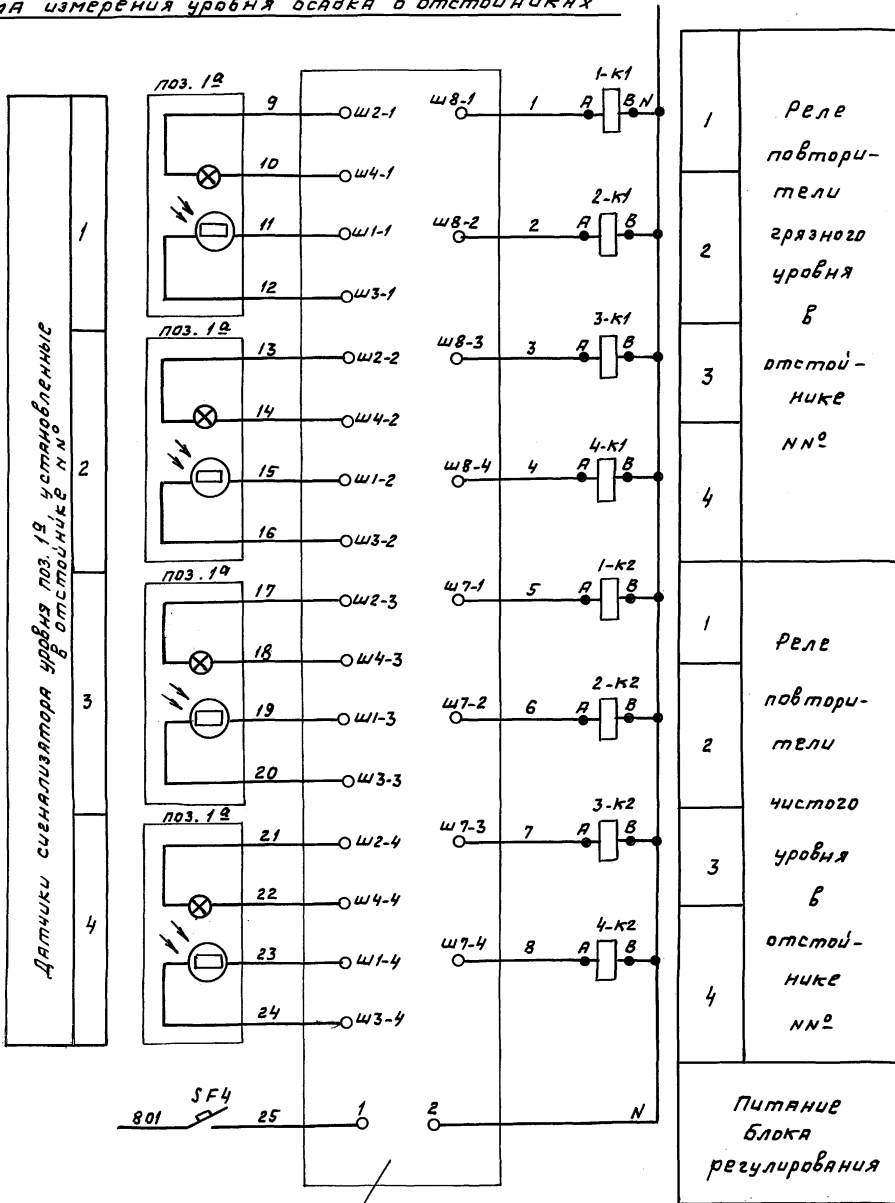 измерения уровня осадка в отстойниках
Датчики сигнализатора уровня поз. 1а, установленные
в отстойнике NNº
1
2
3
4
поз. 1а
9
10
11
12
поз. 1а
13
14
15
16
поз. 1а
17
18
19
20
поз. 1а
21
22
23
24
Ш2-1
Ш4-1
Ш1-1
Ш3-1
Ш2-2
Ш4-2
Ш1-2
Ш3-2
Ш2-3
Ш4-3
Ш1-3
Ш3-3
Ш2-4
Ш4-4
Ш1-4
Ш3-4
Ш8-1 1 А 1-К1 В N
Ш8-2 2 А 2-К1 В
Ш8-3 3 А 3-К1 В
Ш8-4 4 А 4-К1 В
Ш7-1 5 А 1-К2 В
Ш7-2 6 А 2-К2 В
Ш7-3 7 А 3-К2 В
Ш7-4 8 А 4-К2 В
801 SF4 25 1 2 N
1
2
3
4
Реле
повтори-
тели
грязного
уровня
в
отстой-
нике
NNº
1
2
3
4
Реле
повтори-
тели
чистого
уровня
в
отстой-
нике
NNº
Питание
блока
регулирования